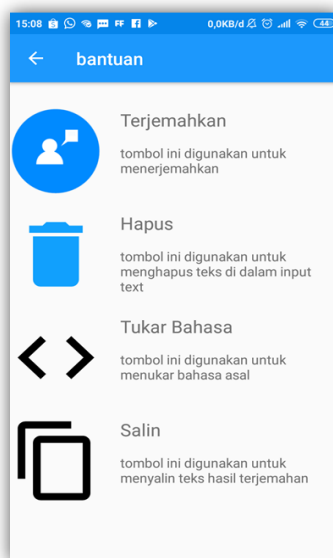 15:08 FF 0,0KB/d 44
bantuan
Terjemahkan
tombol ini digunakan untuk
menerjemahkan
Hapus
tombol ini digunakan untuk
menghapus teks di dalam input
text
Tukar Bahasa
tombol ini digunakan untuk
menukar bahasa asal
Salin
tombol ini digunakan untuk
menyalin teks hasil terjemahan